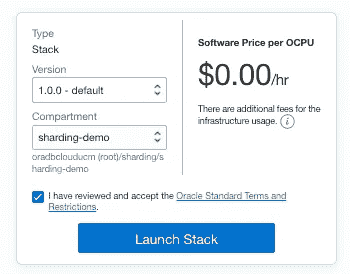 Type
Stack
Version
1.0.0 - default
Compartment
sharding-demo
oradbclouducm (root)/sharding/s
harding-demo
Software Price per OCPU
$0.00/hr
There are additional fees for the
infrastructure usage.
I have reviewed and accept the Oracle Standard Terms and
Restrictions.
Launch Stack